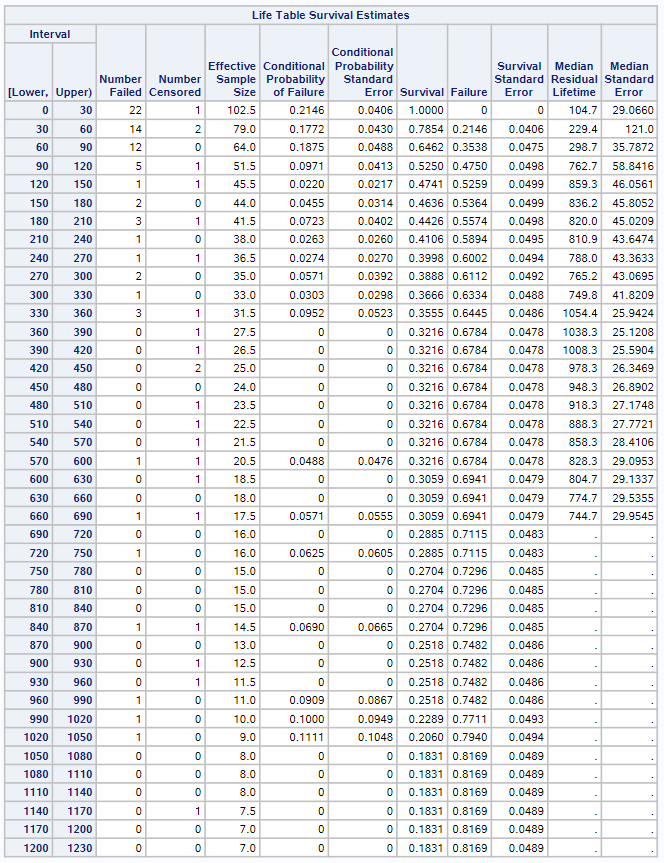 Life Table Survival Estimates
Interval
[Lower, Upper) Number Failed Number Censored Effective Sample Size Conditional Probability of Failure Conditional Probability Standard Error Survival Failure Survival Standard Error Median Residual Lifetime Median Standard Error
0 30 22 1 102.5 0.2146 0.0406 1.0000 0 0 104.7 29.0660
30 60 14 2 79.0 0.1772 0.0430 0.7854 0.2146 0.0406 229.4 121.0
60 90 12 0 64.0 0.1875 0.0488 0.6462 0.3538 0.0475 298.7 35.7872
90 120 5 1 51.5 0.0971 0.0413 0.5250 0.4750 0.0498 762.7 58.8416
120 150 1 1 45.5 0.0220 0.0217 0.4741 0.5259 0.0499 859.3 46.0561
150 180 2 0 44.0 0.0455 0.0314 0.4636 0.5364 0.0499 836.2 45.8052
180 210 3 1 41.5 0.0723 0.0402 0.4426 0.5574 0.0498 820.0 45.0209
210 240 1 0 38.0 0.0263 0.0260 0.4106 0.5894 0.0495 810.9 43.6474
240 270 1 1 36.5 0.0274 0.0270 0.3998 0.6002 0.0494 788.0 43.3633
270 300 2 0 35.0 0.0571 0.0392 0.3888 0.6112 0.0492 765.2 43.0695
300 330 1 0 33.0 0.0303 0.0298 0.3666 0.6334 0.0488 749.8 41.8209
330 360 3 1 31.5 0.0952 0.0523 0.3555 0.6445 0.0486 1054.4 25.9424
360 390 0 1 27.5 0 0 0.3216 0.6784 0.0478 1038.3 25.1208
390 420 0 1 26.5 0 0 0.3216 0.6784 0.0478 1008.3 25.5904
420 450 0 2 25.0 0 0 0.3216 0.6784 0.0478 978.3 26.3469
450 480 0 0 24.0 0 0 0.3216 0.6784 0.0478 948.3 26.8902
480 510 0 1 23.5 0 0 0.3216 0.6784 0.0478 918.3 27.1748
510 540 0 1 22.5 0 0 0.3216 0.6784 0.0478 888.3 27.7721
540 570 0 1 21.5 0 0 0.3216 0.6784 0.0478 858.3 28.4106
570 600 1 1 20.5 0.0488 0.0476 0.3216 0.6784 0.0478 828.3 29.0953
600 630 0 1 18.5 0 0 0.3059 0.6941 0.0479 804.7 29.1337
630 660 0 0 18.0 0 0 0.3059 0.6941 0.0479 774.7 29.5355
660 690 1 1 17.5 0.0571 0.0555 0.3059 0.6941 0.0479 744.7 29.9545
690 720 0 0 16.0 0 0 0.2885 0.7115 0.0483 . .
720 750 1 0 16.0 0.0625 0.0605 0.2885 0.7115 0.0483 . .
750 780 0 0 15.0 0 0 0.2704 0.7296 0.0485 . .
780 810 0 0 15.0 0 0 0.2704 0.7296 0.0485 . .
810 840 0 0 15.0 0 0 0.2704 0.7296 0.0485 . .
840 870 1 1 14.5 0.0690 0.0665 0.2704 0.7296 0.0485 . .
870 900 0 0 13.0 0 0 0.2518 0.7482 0.0486 . .
900 930 0 1 12.5 0 0 0.2518 0.7482 0.0486 . .
930 960 0 1 11.5 0 0 0.2518 0.7482 0.0486 . .
960 990 1 0 11.0 0.0909 0.0867 0.2518 0.7482 0.0486 . .
990 1020 1 0 10.0 0.1000 0.0949 0.2289 0.7711 0.0493 . .
1020 1050 1 0 9.0 0.1111 0.1048 0.2060 0.7940 0.0494 . .
1050 1080 0 0 8.0 0 0 0.1831 0.8169 0.0489 . .
1080 1110 0 0 8.0 0 0 0.1831 0.8169 0.0489 . .
1110 1140 0 0 8.0 0 0 0.1831 0.8169 0.0489 . .
1140 1170 0 1 7.5 0 0 0.1831 0.8169 0.0489 . .
1170 1200 0 0 7.0 0 0 0.1831 0.8169 0.0489 . .
1200 1230 0 0 7.0 0 0 0.1831 0.8169 0.0489 . .